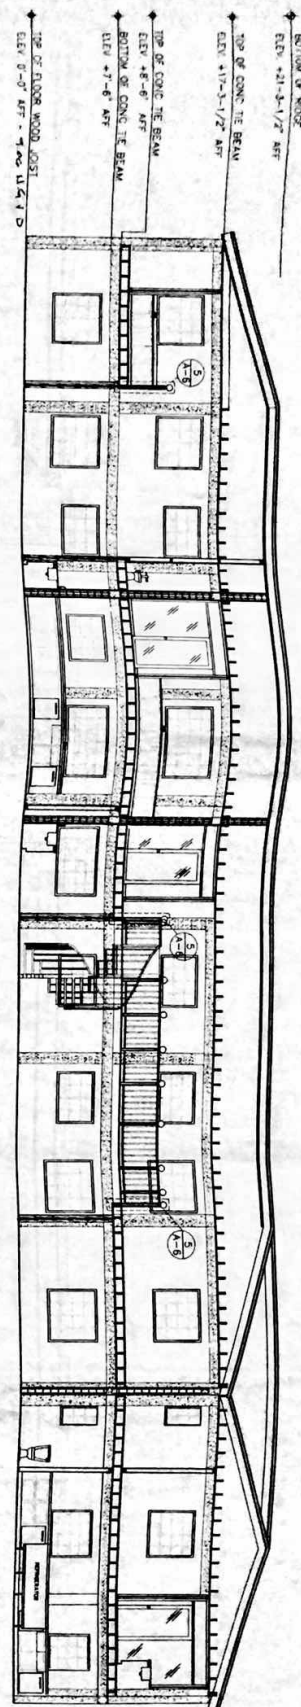 BOTTOM OF ROOF
ELEV. +21'-3-1/2" AFF
TOP OF CONC TIE BEAM
ELEV. +17'-3-1/2" AFF
TOP OF CONC TIE BEAM
ELEV. +8'-6" AFF
BOTTOM OF CONC TIE BEAM
ELEV. +7'-6" AFF
TOP OF FLOOR WOOD JOIST
ELEV. 0'-0" AFF
5
A-6
5
A-6
5
A-6
REFRIGERATOR